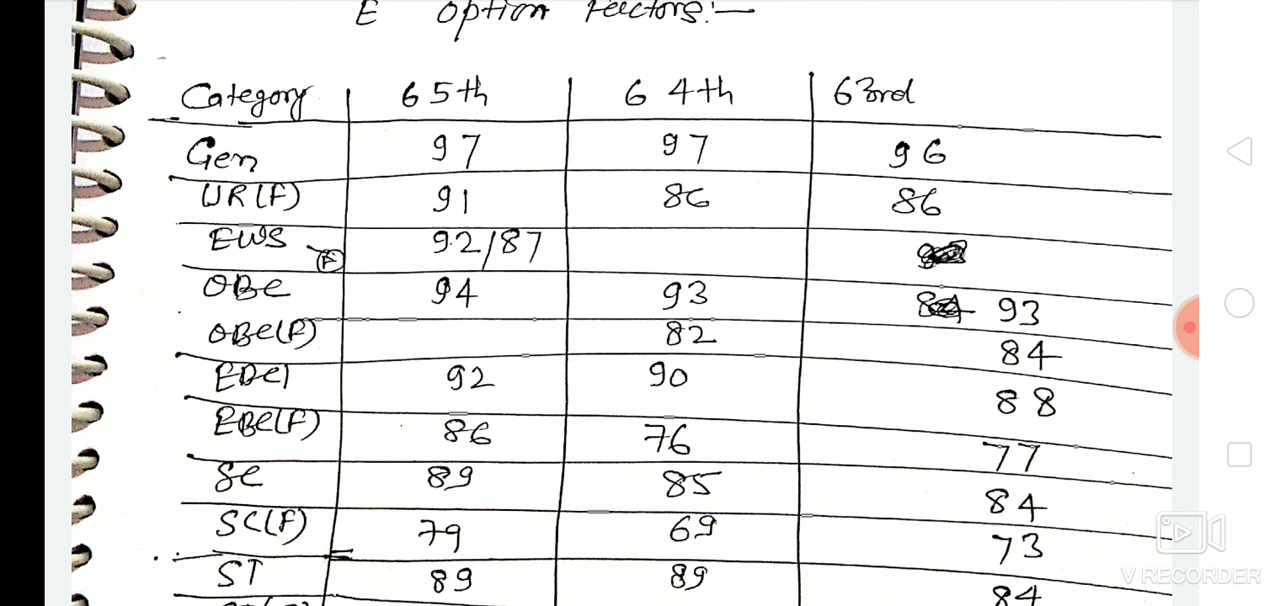 E Option Factors:-
Category 65th 64th 63rd
Gen 97 97 96
UR(F) 91 86 86
EWS (F) 92/87
OBC 94 93 93
OBC(F) 82 84
EBC 92 90 88
EBC(F) 86 76 77
SC 89 85 84
SC(F) 79 69 73
ST 89 89 84
V RECORDER